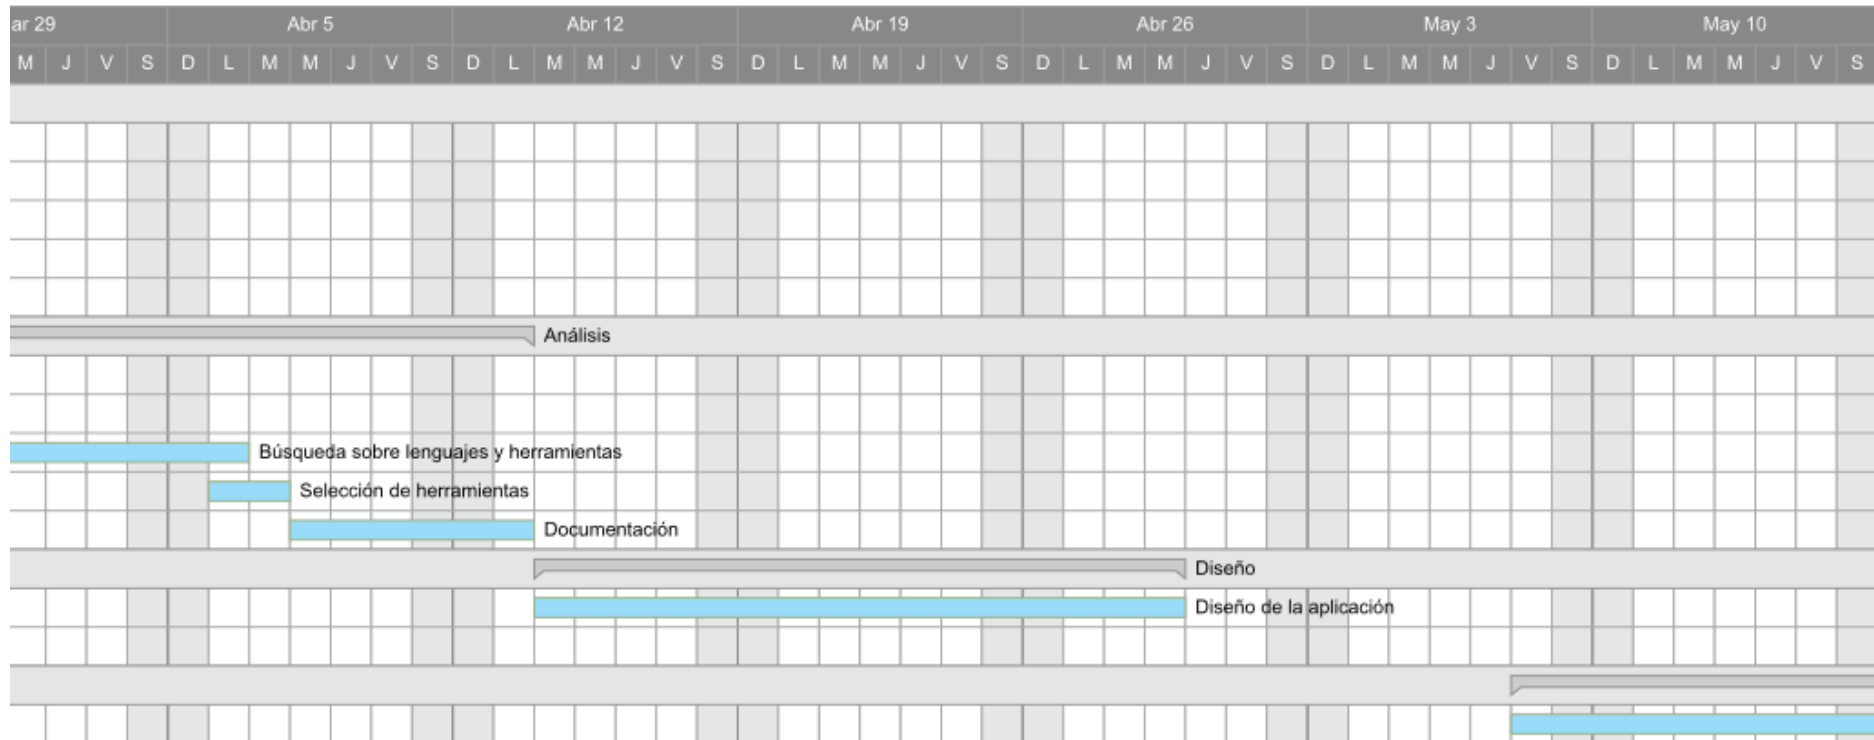 ar 29 Abr 5 Abr 12 Abr 19 Abr 26 May 3 May 10
M J V S D L M M J V S D L M M J V S D L M M J V S D L M M J V S D L M M J V S D L M M J V S
Análisis
Búsqueda sobre lenguajes y herramientas
Selección de herramientas
Documentación
Diseño
Diseño de la aplicación